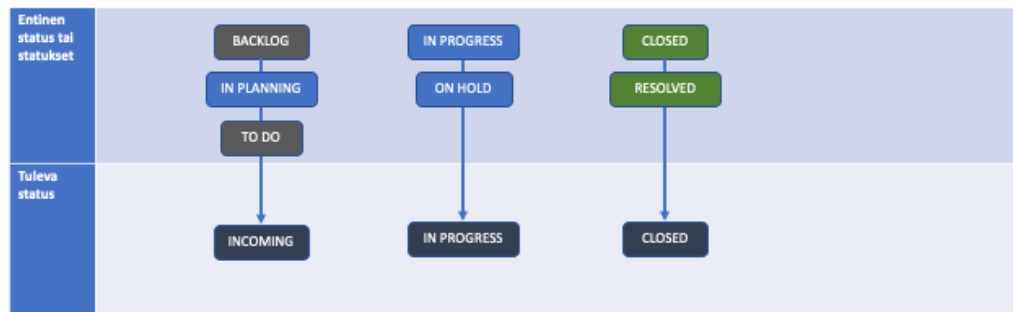 Entinen
status tai
statukset
BACKLOG
IN PROGRESS
CLOSED
IN PLANNING
ON HOLD
RESOLVED
TO DO
Tuleva
status
INCOMING
IN PROGRESS
CLOSED